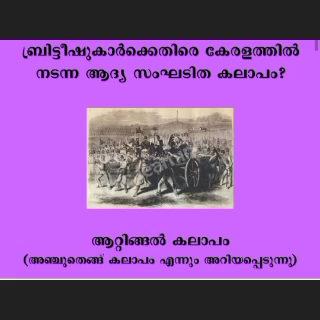 ബ്രിട്ടീഷുകാർക്കെതിരെ കേരളത്തിൽ
നടന്ന ആദ്യ സംഘടിത കലാപം?
ആറ്റിങ്ങൽ കലാപം
(അഞ്ചുതെങ്ങ് കലാപം എന്നും അറിയപ്പെടുന്നു)